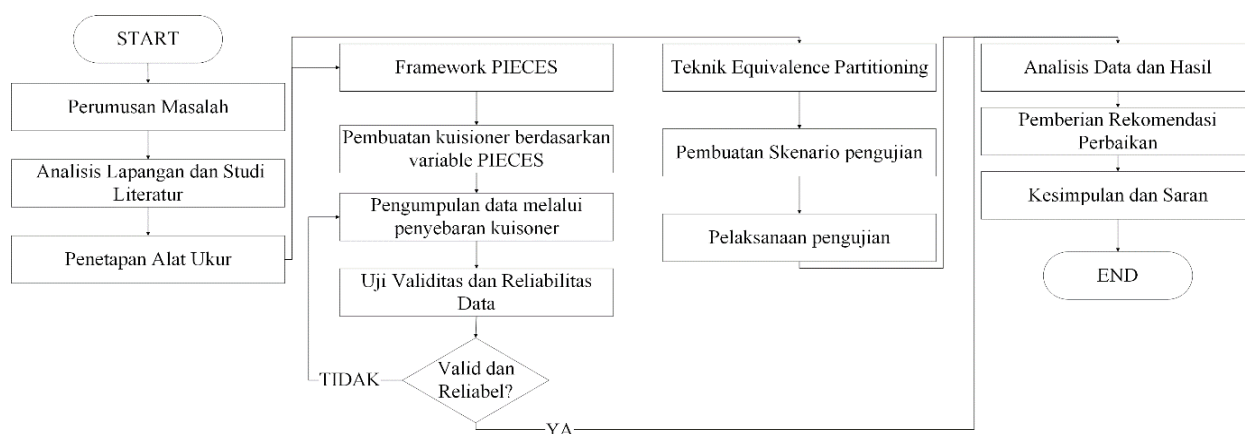 START
Perumusan Masalah
Analisis Lapangan dan Studi
Literatur
Penetapan Alat Ukur
Framework PIECES
Pembuatan kuisioner berdasarkan
variable PIECES
Pengumpulan data melalui
penyebaran kuisoner
Uji Validitas dan Reliabilitas
Data
Valid dan
Reliabel?
TIDAK
YA
Teknik Equivalence Partitioning
Pembuatan Skenario pengujian
Pelaksanaan pengujian
Analisis Data dan Hasil
Pemberian Rekomendasi
Perbaikan
Kesimpulan dan Saran
END